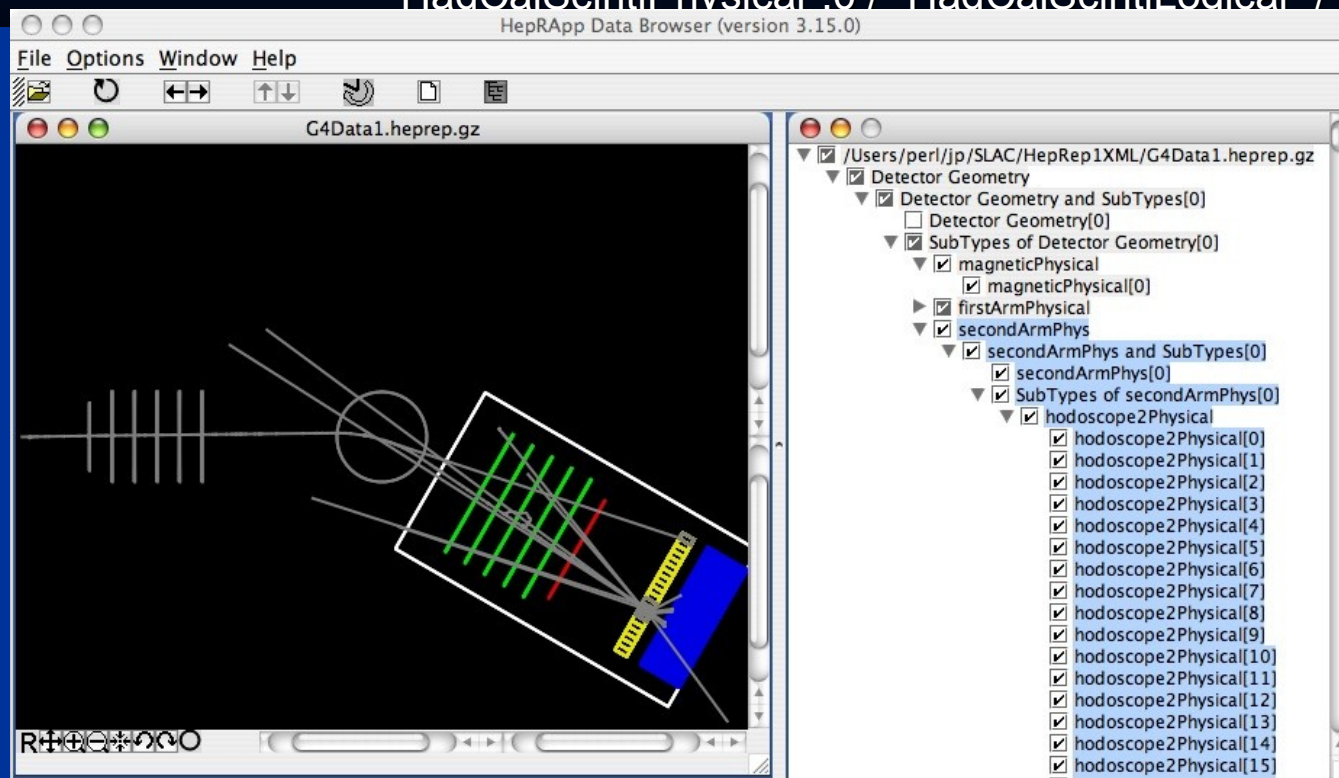 "HadCalScintiPhysical":0 / "HadCalScintiLogical" /
HepRApp Data Browser (version 3.15.0)
File Options Window Help
G4Data1.heprep.gz
R
/Users/perl/jp/SLAC/HepRep1XML/G4Data1.heprep.gz
Detector Geometry
Detector Geometry and SubTypes[0]
Detector Geometry[0]
SubTypes of Detector Geometry[0]
magneticPhysical
magneticPhysical[0]
firstArmPhysical
secondArmPhys
secondArmPhys and SubTypes[0]
secondArmPhys[0]
SubTypes of secondArmPhys[0]
hodoscope2Physical
hodoscope2Physical[0]
hodoscope2Physical[1]
hodoscope2Physical[2]
hodoscope2Physical[3]
hodoscope2Physical[4]
hodoscope2Physical[5]
hodoscope2Physical[6]
hodoscope2Physical[7]
hodoscope2Physical[8]
hodoscope2Physical[9]
hodoscope2Physical[10]
hodoscope2Physical[11]
hodoscope2Physical[12]
hodoscope2Physical[13]
hodoscope2Physical[14]
hodoscope2Physical[15]